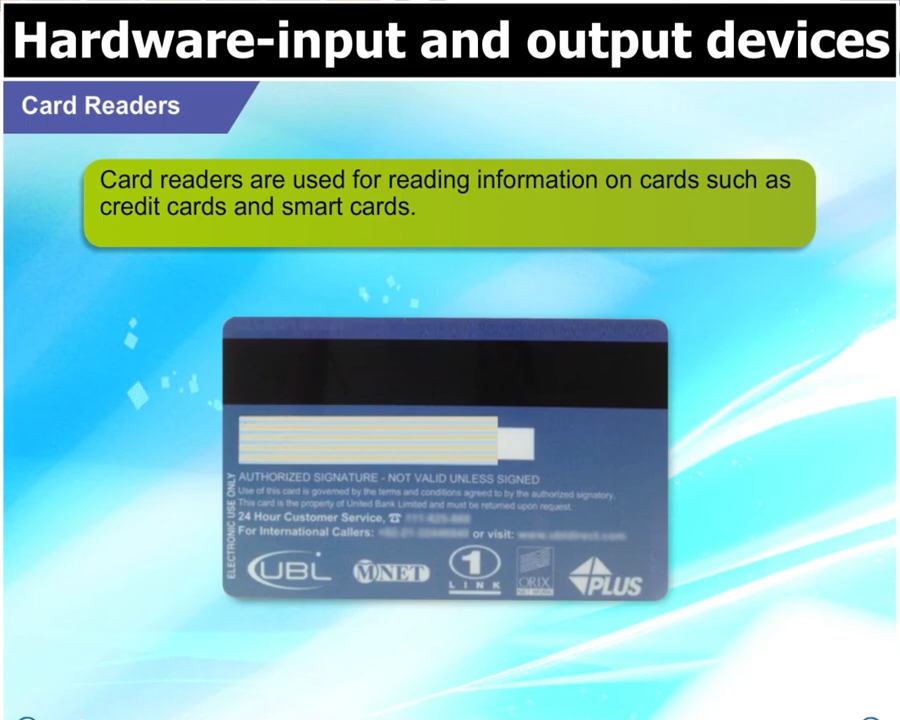 Hardware-input and output devices
Card Readers
Card readers are used for reading information on cards such as
credit cards and smart cards.
AUTHORIZED SIGNATURE - NOT VALID UNLESS SIGNED
Use of this card is governed by the terms and conditions agreed to by the authorized signatory.
This card is the property of United Bank Limited and must be returned upon request.
24 Hour Customer Service, ☎
For International Callers: or visit:
ELECTRONIC USE ONLY
UBL MNET 1 LINK ORIX NETWORK PLUS